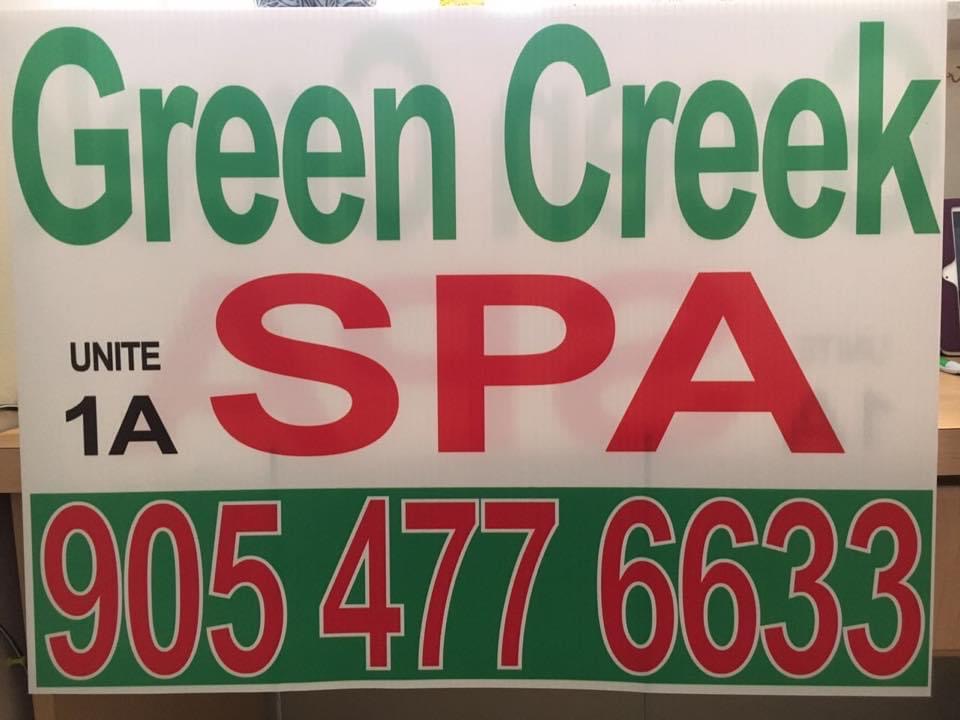 Green Creek
UNITE
1A
SPA
905 477 6633